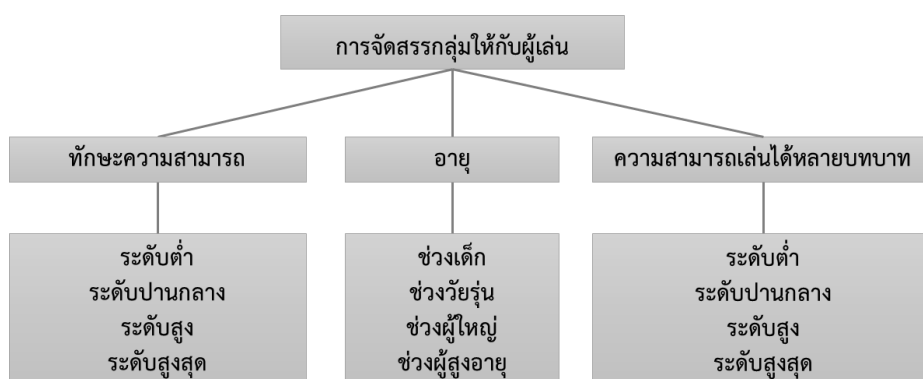 การจัดสรรกลุ่มให้กับผู้เล่น
ทักษะความสามารถ
อายุ
ความสามารถเล่นได้หลายบทบาท
ระดับต่ำ
ระดับปานกลาง
ระดับสูง
ระดับสูงสุด
ช่วงเด็ก
ช่วงวัยรุ่น
ช่วงผู้ใหญ่
ช่วงผู้สูงอายุ
ระดับต่ำ
ระดับปานกลาง
ระดับสูง
ระดับสูงสุด